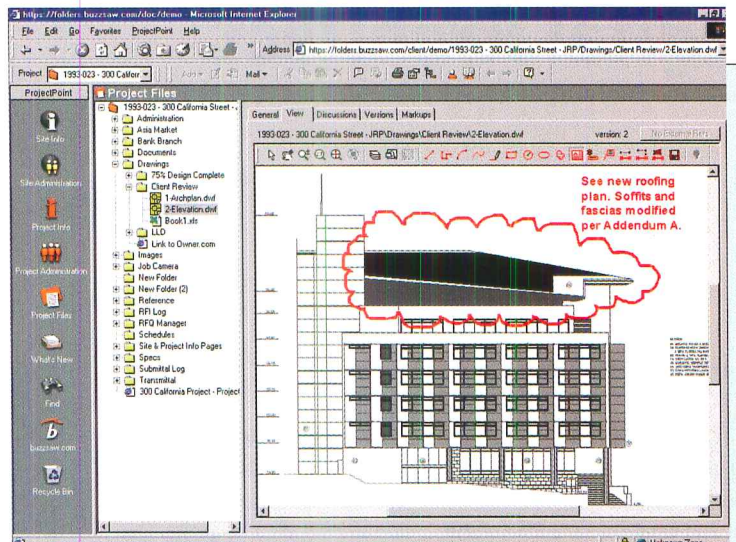 https://folders.buzzsaw.com/doc/demo - Microsoft Internet Explorer
File Edit Go Favorites ProjectPoint Help
Address https://folders.buzzsaw.com/client/demo/1993-023 - 300 California Street - JRP/Drawings/Client Review/2-Elevation.dwf
Project 1993-023 - 300 Califorr
Mail
ProjectPoint
Project Files
Site Info
Site Administration
Project Info
Project Administration
Project Files
What's New
Find
buzzsaw.com
Recycle Bin
1993-023 - 300 California Street -
Administration
Asia Market
Bank Branch
Documents
Drawings
75% Design Complete
Client Review
1-Archplan.dwf
2-Elevation.dwf
Book1.xls
LLD
Link to Owner.com
Images
Job Camera
New Folder
New Folder (2)
Reference
RFI Log
RFQ Manager
Schedules
Site & Project Info Pages
Specs
Submittal Log
Transmittal
300 California Project - Project
General View Discussions Versions Markups
1993-023 - 300 California Street - JRP\Drawings\Client Review\2-Elevation.dwf version: 2
See new roofing
plan. Soffits and
fascias modified
per Addendum A.
Unknown Zone